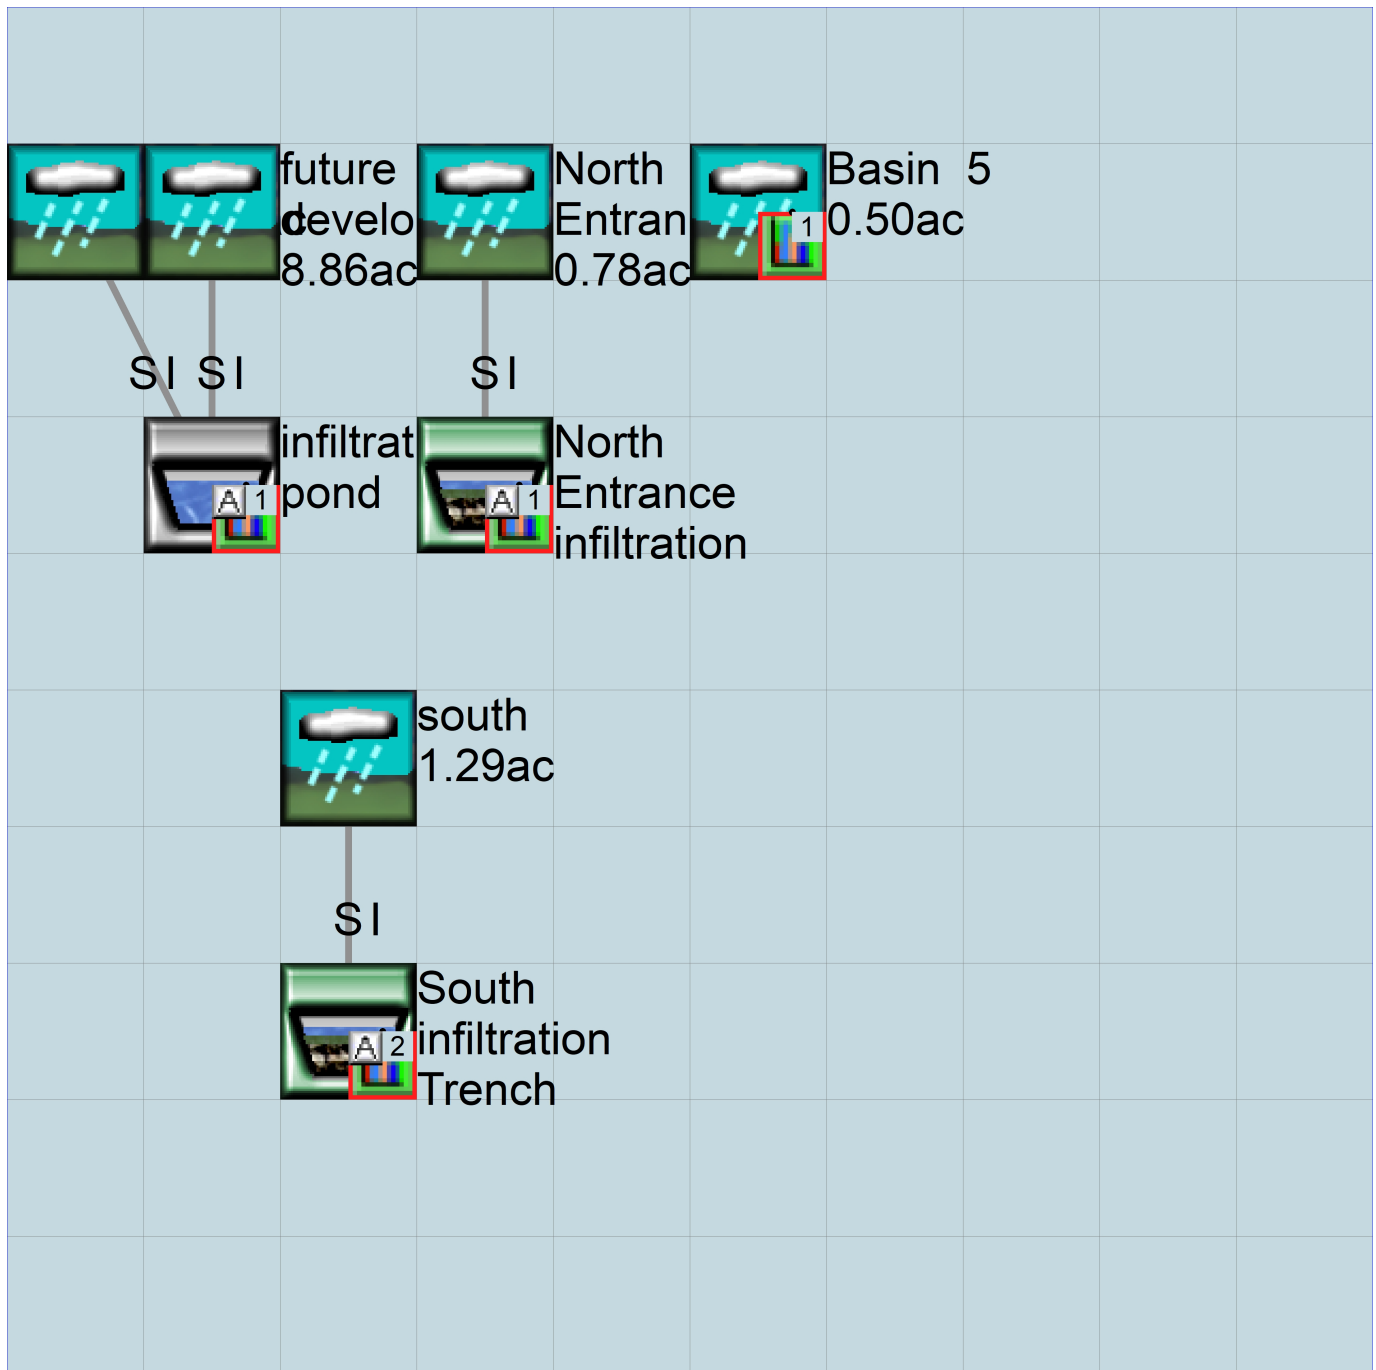 future
develo
8.86ac
North
Entran
0.78ac
Basin 5
0.50ac
1
SI
SI
SI
infiltrat
pond
A 1
North
Entrance
infiltration
A 1
south
1.29ac
SI
South
infiltration
Trench
A 2